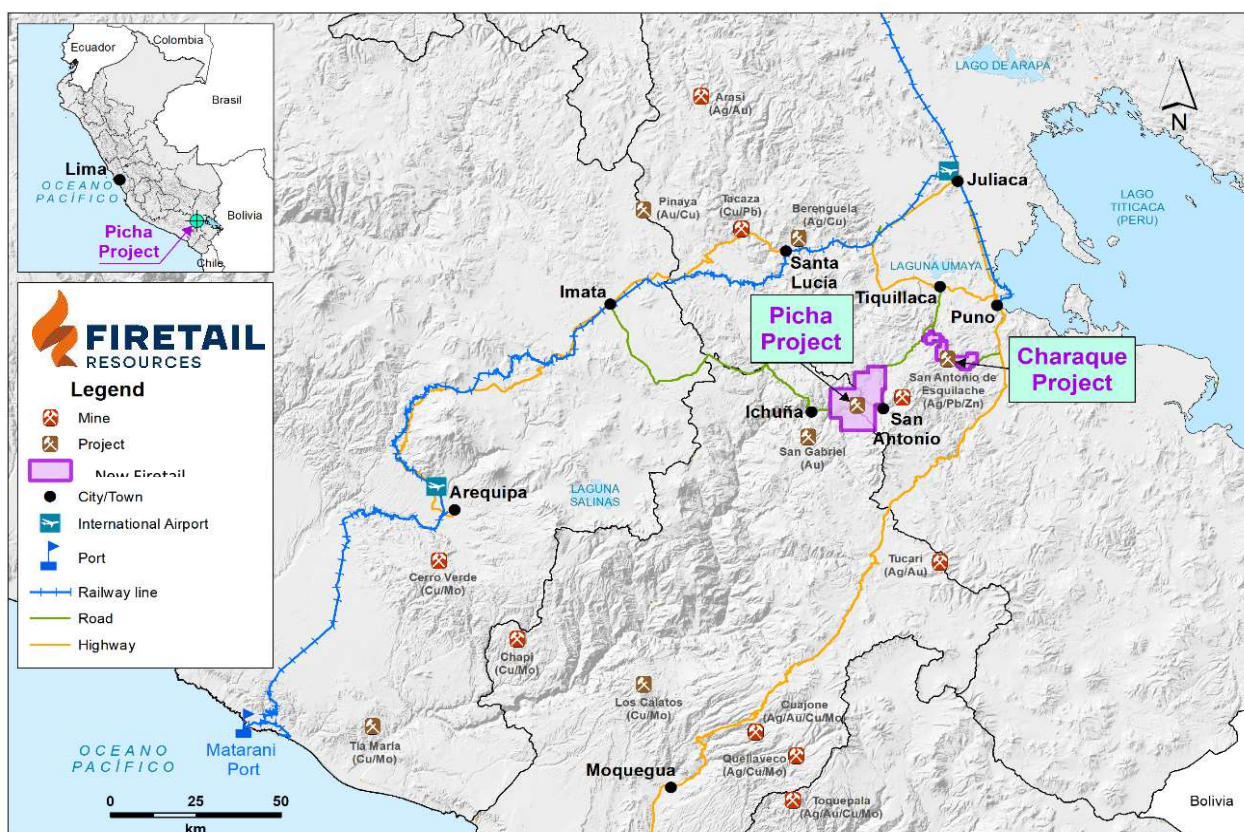 Ecuador
Colombia
Brasil
Lima
OCEANO
PACÍFICO
Bolivia
Picha
Project
Chile
FIRETAIL
RESOURCES
Legend
Mine
Project
New Firetail
City/Town
International Airport
Port
Railway line
Road
Highway
OCEANO
PACÍFICO
0 25 50
km
Matarani
Port
LAGO DE ARAPA
N
Arasi
(Ag/Au)
Juliaca
LAGO
TITICACA
(PERU)
Pinaya
(Au/Cu)
Tacaza
(Cu/Pb)
Berenguela
(Ag/Cu)
Santa
Lucía
LAGUNA UMAYA
Tiquillaca
Imata
Puno
Picha
Project
Charaque
Project
San Antonio de
Esquilache
(Ag/Pb/Zn)
Ichuña
San
Antonio
San Gabriel
(Au)
Arequipa
LAGUNA
SALINAS
Cerro Verde
(Cu/Mo)
Tucari
(Ag/Au)
Chapi
(Cu/Mo)
Los Calatos
(Cu/Mo)
Cuajone
(Ag/Au/Cu/Mo)
Tia Maria
(Cu/Mo)
Quellaveco
(Ag/Cu/Mo)
Moquegua
Toquepala
(Ag/Au/Cu/Mo)
Bolivia